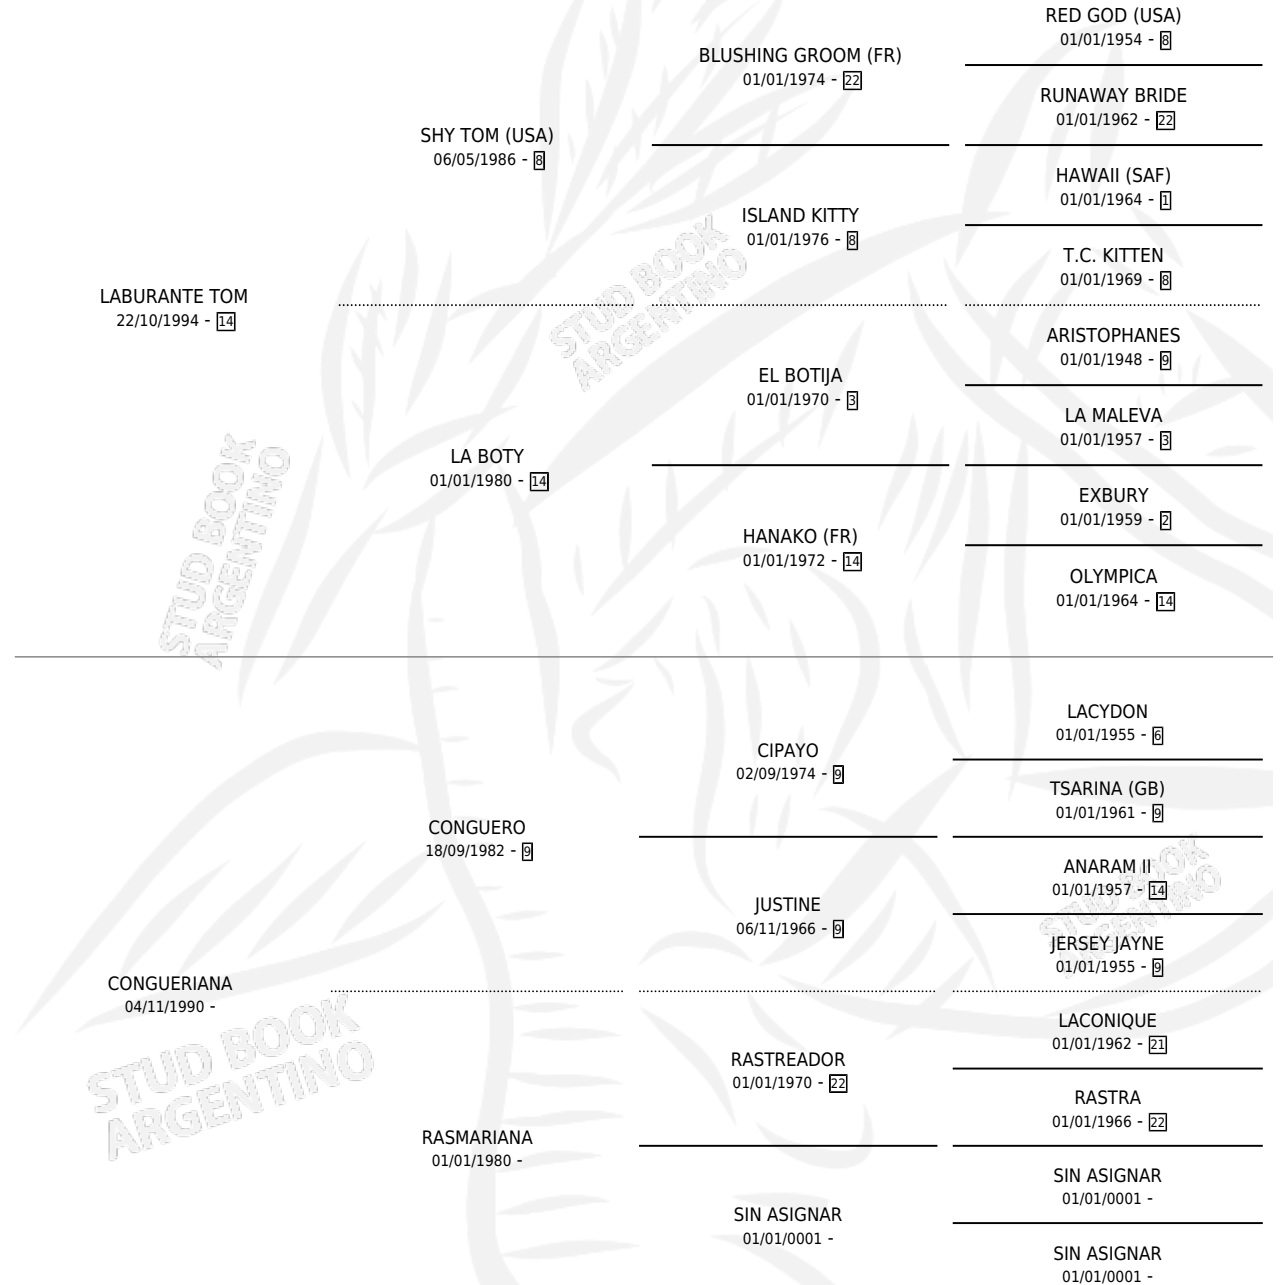 RED GOD (USA)
01/01/1954 - 8
BLUSHING GROOM (FR)
01/01/1974 - 22
RUNAWAY BRIDE
01/01/1962 - 22
SHY TOM (USA)
06/05/1986 - 8
HAWAII (SAF)
01/01/1964 - 1
ISLAND KITTY
01/01/1976 - 8
T.C. KITTEN
01/01/1969 - 8
LABURANTE TOM
22/10/1994 - 14
STUD BOOK
ARGENTINO
ARISTOPHANES
01/01/1948 - 9
EL BOTIJA
01/01/1970 - 3
LA MALEVA
01/01/1957 - 3
LA BOTY
01/01/1980 - 14
EXBURY
01/01/1959 - 2
HANAKO (FR)
01/01/1972 - 14
OLYMPICA
01/01/1964 - 14
STUD BOOK
ARGENTINO
LACYDON
01/01/1955 - 6
CIPAYO
02/09/1974 - 9
TSARINA (GB)
01/01/1961 - 9
CONGUERO
18/09/1982 - 9
ANARAM II
01/01/1957 - 14
JUSTINE
06/11/1966 - 9
JERSEY JAYNE
01/01/1955 - 9
STUD BOOK
ARGENTINO
CONGUERIANA
04/11/1990 -
STUD BOOK
ARGENTINO
LACONIQUE
01/01/1962 - 21
RASTREADOR
01/01/1970 - 22
RASTRA
01/01/1966 - 22
RASMARIANA
01/01/1980 -
SIN ASIGNAR
01/01/0001 -
SIN ASIGNAR
01/01/0001 -
SIN ASIGNAR
01/01/0001 -